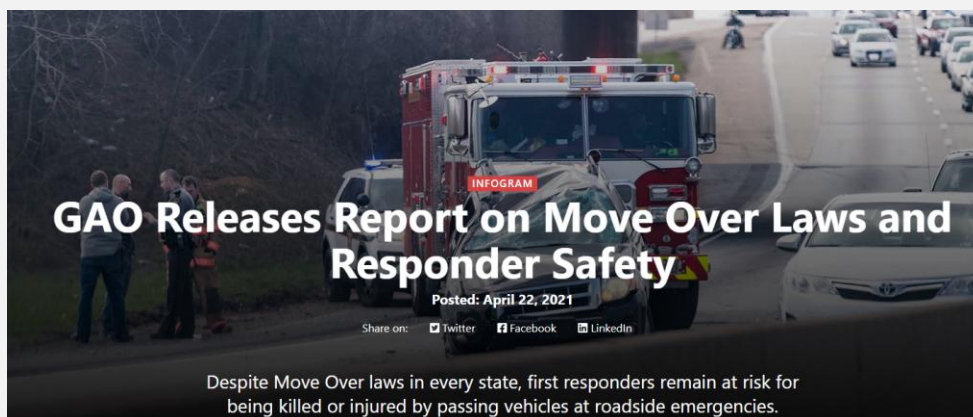 INFOGRAM
GAO Releases Report on Move Over Laws and
Responder Safety
Posted: April 22, 2021
Share on: Twitter Facebook LinkedIn
Despite Move Over laws in every state, first responders remain at risk for
being killed or injured by passing vehicles at roadside emergencies.